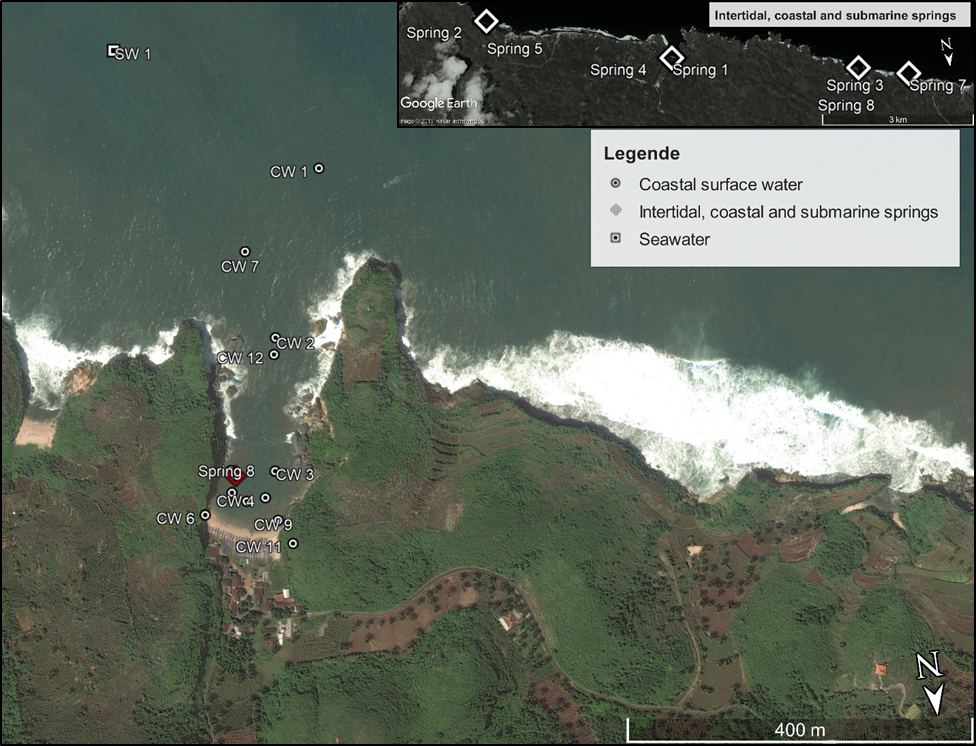 Intertidal, coastal and submarine springs
Spring 2
Spring 5
Spring 4
Spring 1
Spring 3
Spring 7
Spring 8
N
Google Earth
3 km
SW 1
CW 1
CW 7
CW 2
CW 12
Spring 8
CW 3
CW 4
CW 6
CW 9
CW 11
Legende
Coastal surface water
Intertidal, coastal and submarine springs
Seawater
N
400 m